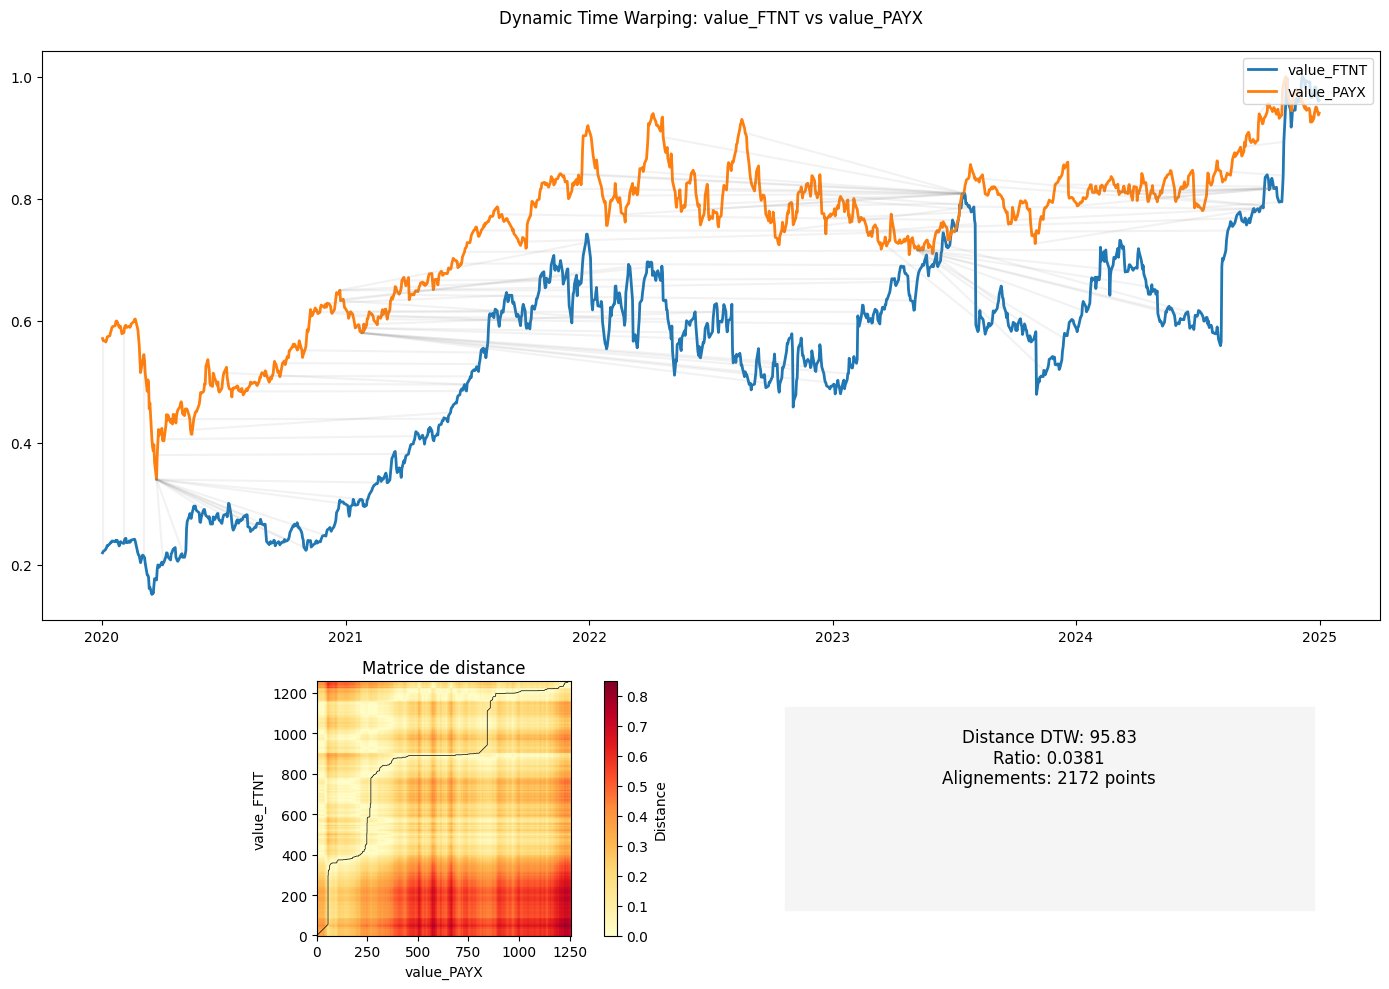 Dynamic Time Warping: value_FTNT vs value_PAYX
value_FTNT
value_PAYX
1.0
0.8
0.6
0.4
0.2
2020 2021 2022 2023 2024 2025
Matrice de distance
value_FTNT
1200
1000
800
600
400
200
0
0 250 500 750 1000 1250
value_PAYX
0.8
0.7
0.6
0.5
0.4
0.3
0.2
0.1
0.0
Distance
Distance DTW: 95.83
Ratio: 0.0381
Alignements: 2172 points